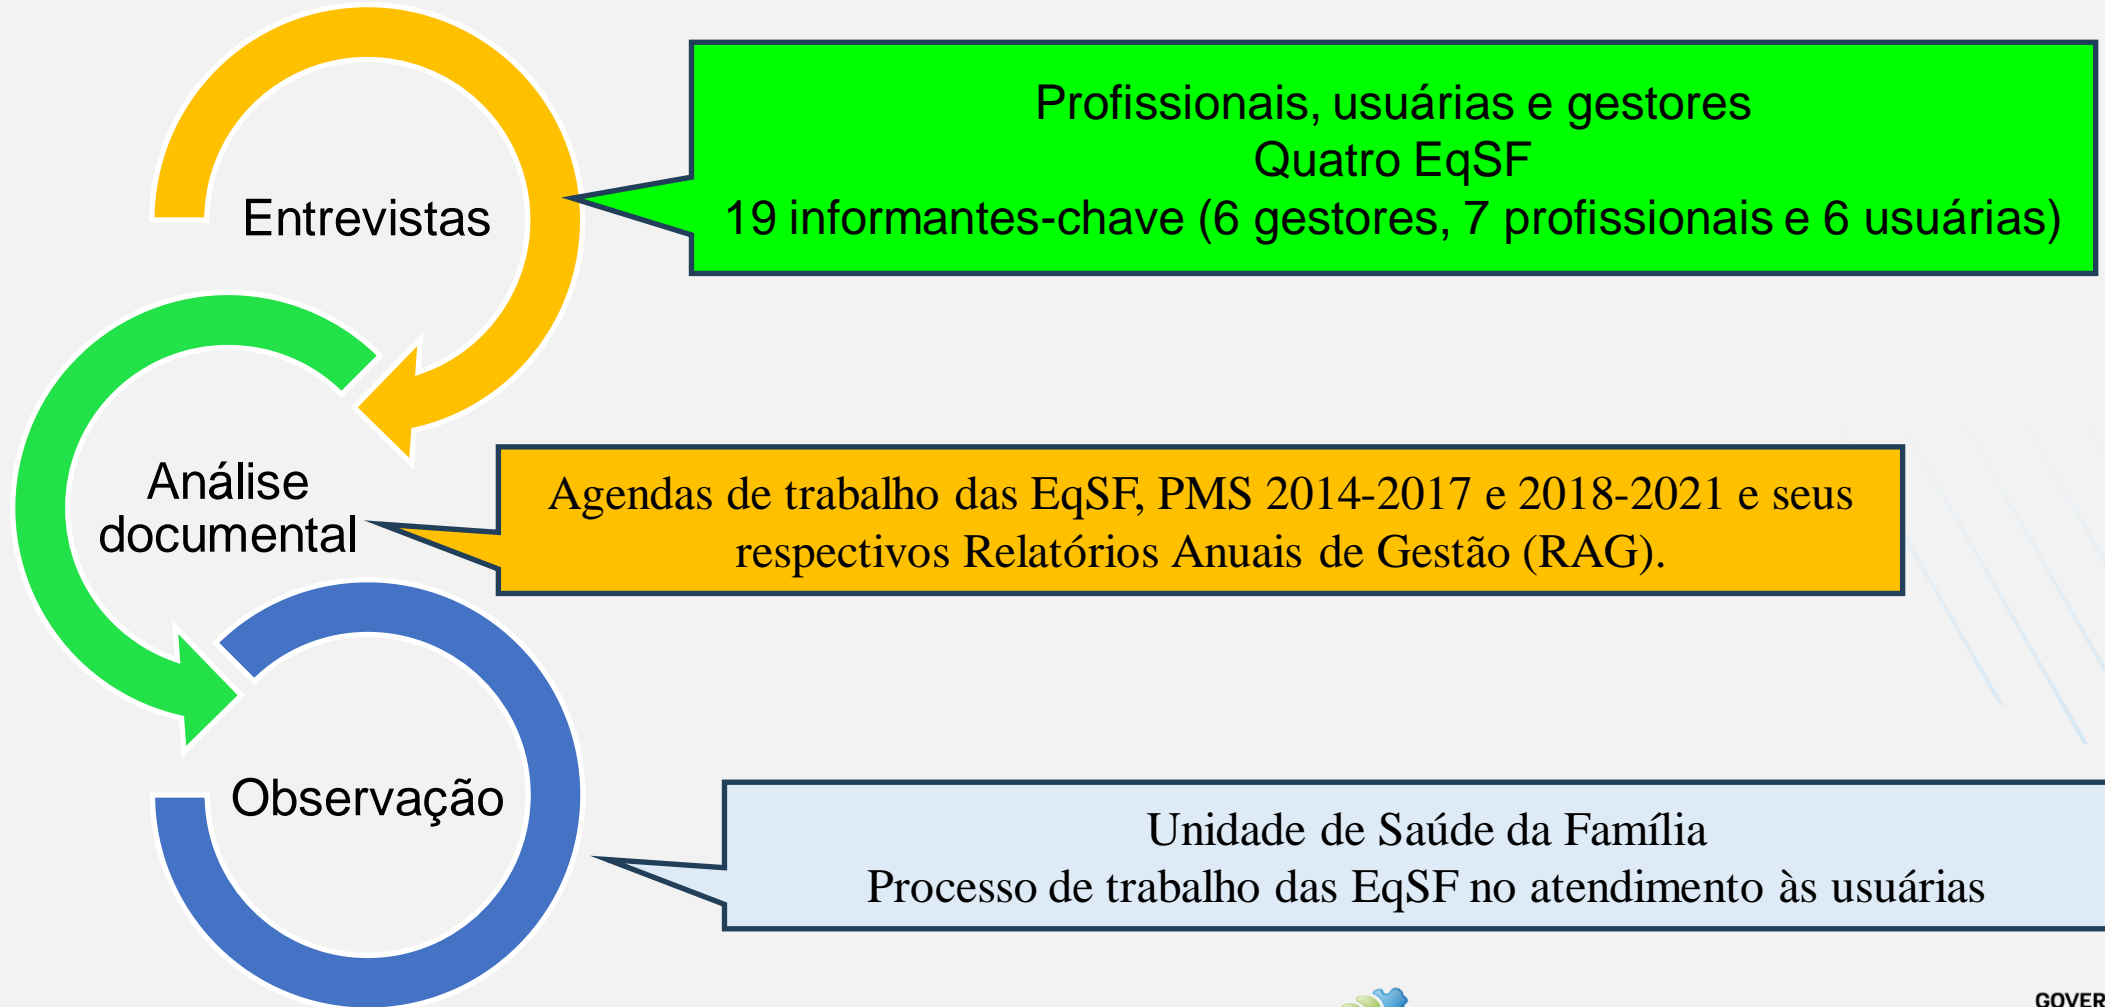 Entrevistas
Profissionais, usuárias e gestores
Quatro EqSF
19 informantes-chave (6 gestores, 7 profissionais e 6 usuárias)
Análise
documental
Agendas de trabalho das EqSF, PMS 2014-2017 e 2018-2021 e seus
respectivos Relatórios Anuais de Gestão (RAG).
Observação
Unidade de Saúde da Família
Processo de trabalho das EqSF no atendimento às usuárias
GOVER